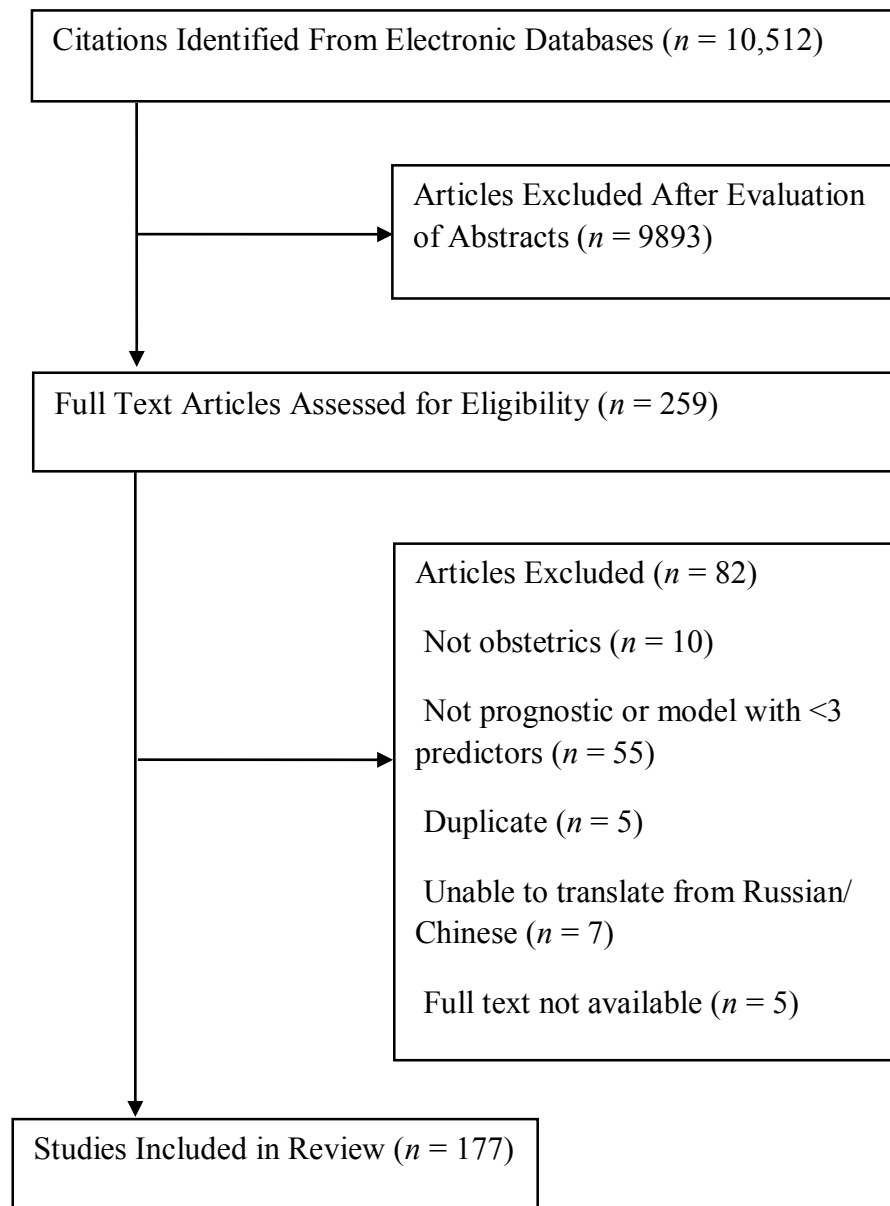 Citations Identified From Electronic Databases (n = 10,512)
Articles Excluded After Evaluation
of Abstracts (n = 9893)
Full Text Articles Assessed for Eligibility (n = 259)
Articles Excluded (n = 82)
Not obstetrics (n = 10)
Not prognostic or model with <3
predictors (n = 55)
Duplicate (n = 5)
Unable to translate from Russian/
Chinese (n = 7)
Full text not available (n = 5)
Studies Included in Review (n = 177)